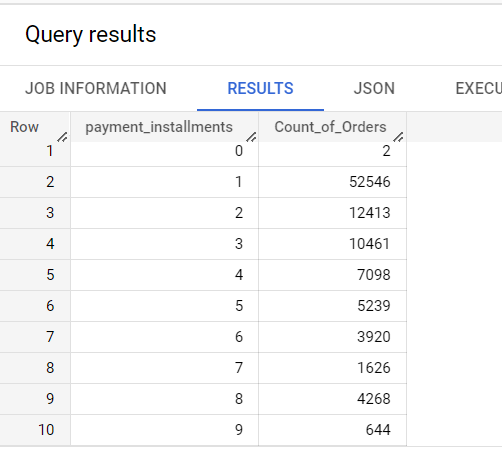 Query results
JOB INFORMATION RESULTS JSON EXECU
Row payment_installments Count_of_Orders
1 0 2
2 1 52546
3 2 12413
4 3 10461
5 4 7098
6 5 5239
7 6 3920
8 7 1626
9 8 4268
10 9 644